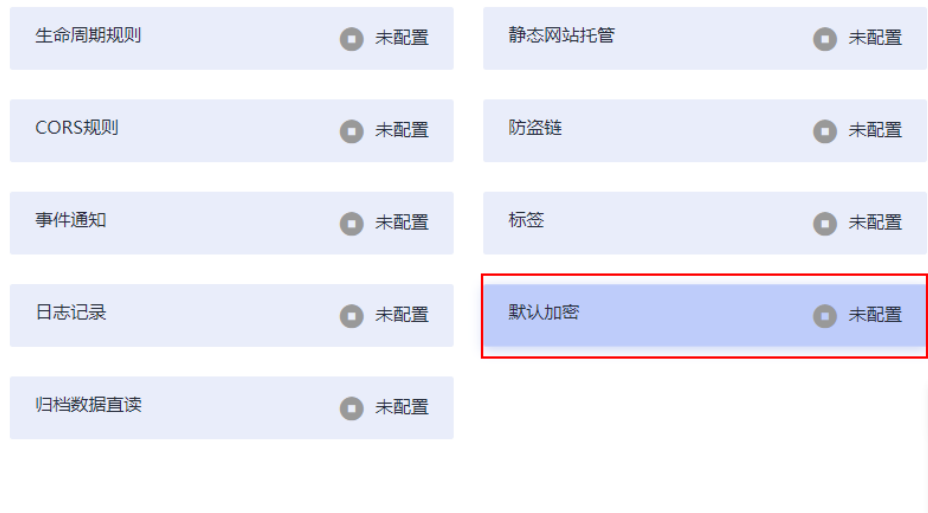 生命周期规则 未配置
静态网站托管 未配置
CORS规则 未配置
防盗链 未配置
事件通知 未配置
标签 未配置
日志记录 未配置
默认加密 未配置
归档数据直读 未配置